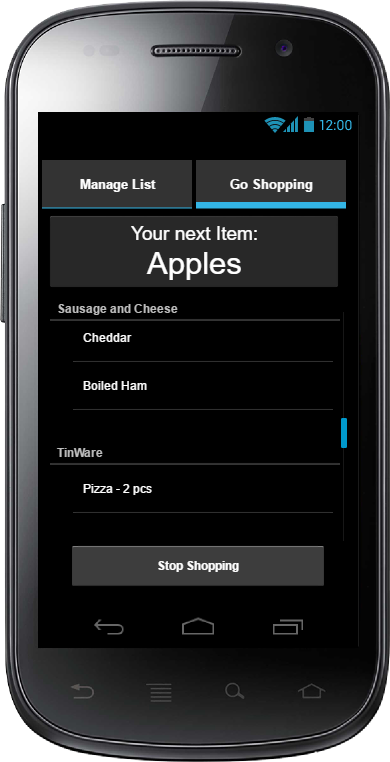 12:00
Manage List
Go Shopping
Your next Item:
Apples
Sausage and Cheese
Cheddar
Boiled Ham
TinWare
Pizza - 2 pcs
Stop Shopping